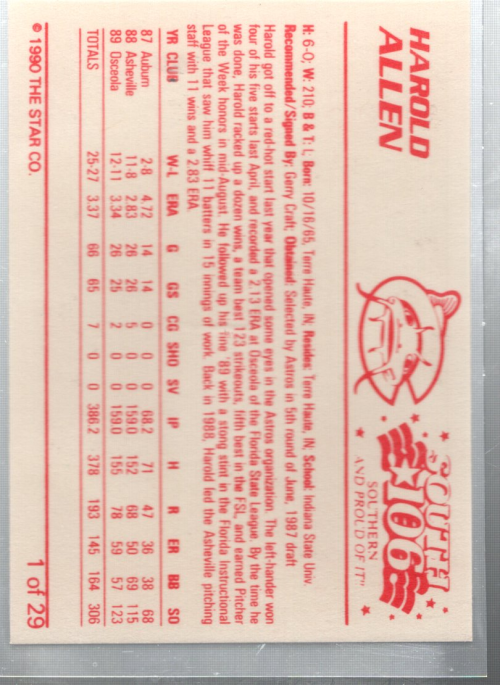 HAROLD
ALLEN
SOUTH
106
SOUTHERN
AND PROUD OF IT"
H: 6-0; W: 210; B & T: L Born: 10/16/65, Terre Haute, IN; Resides: Terre Haute, IN; School: Indiana State Univ.
Recommended/Signed By: Gerry Craft; Obtained: Selected by Astros in 5th round of June, 1987 draft
Harold got off to a red-hot start last year that opened some eyes in the Astros organization. The left-hander won
four of his five starts last April, and recorded a 2.13 ERA at Osceola of the Florida State League. By the time he
was done, Harold racked up a dozen wins, a team best 123 strikeouts, fifth best in the FSL, and earned Pitcher
of the Week honors in mid-August. He followed up his fine '89 with a stong stint in the Florida Instructional
League that saw him whiff 11 batters in 15 innings of work. Back in 1988, Harold led the Asheville pitching
staff with 11 wins and a 2.83 ERA.
YR CLUB W-L ERA G GS CG SHO SV IP H R ER BB SO
87 Auburn 2-8 4.72 14 14 0 0 0 68.2 71 47 36 38 68
88 Asheville 11-8 2.83 26 26 5 0 0 159.0 152 68 50 69 115
89 Osceola 12-11 3.34 26 25 2 0 0 159.0 155 78 59 57 123
TOTALS 25-27 3.37 66 65 7 0 0 386.2 378 193 145 164 306
© 1990 THE STAR CO. 1 of 29